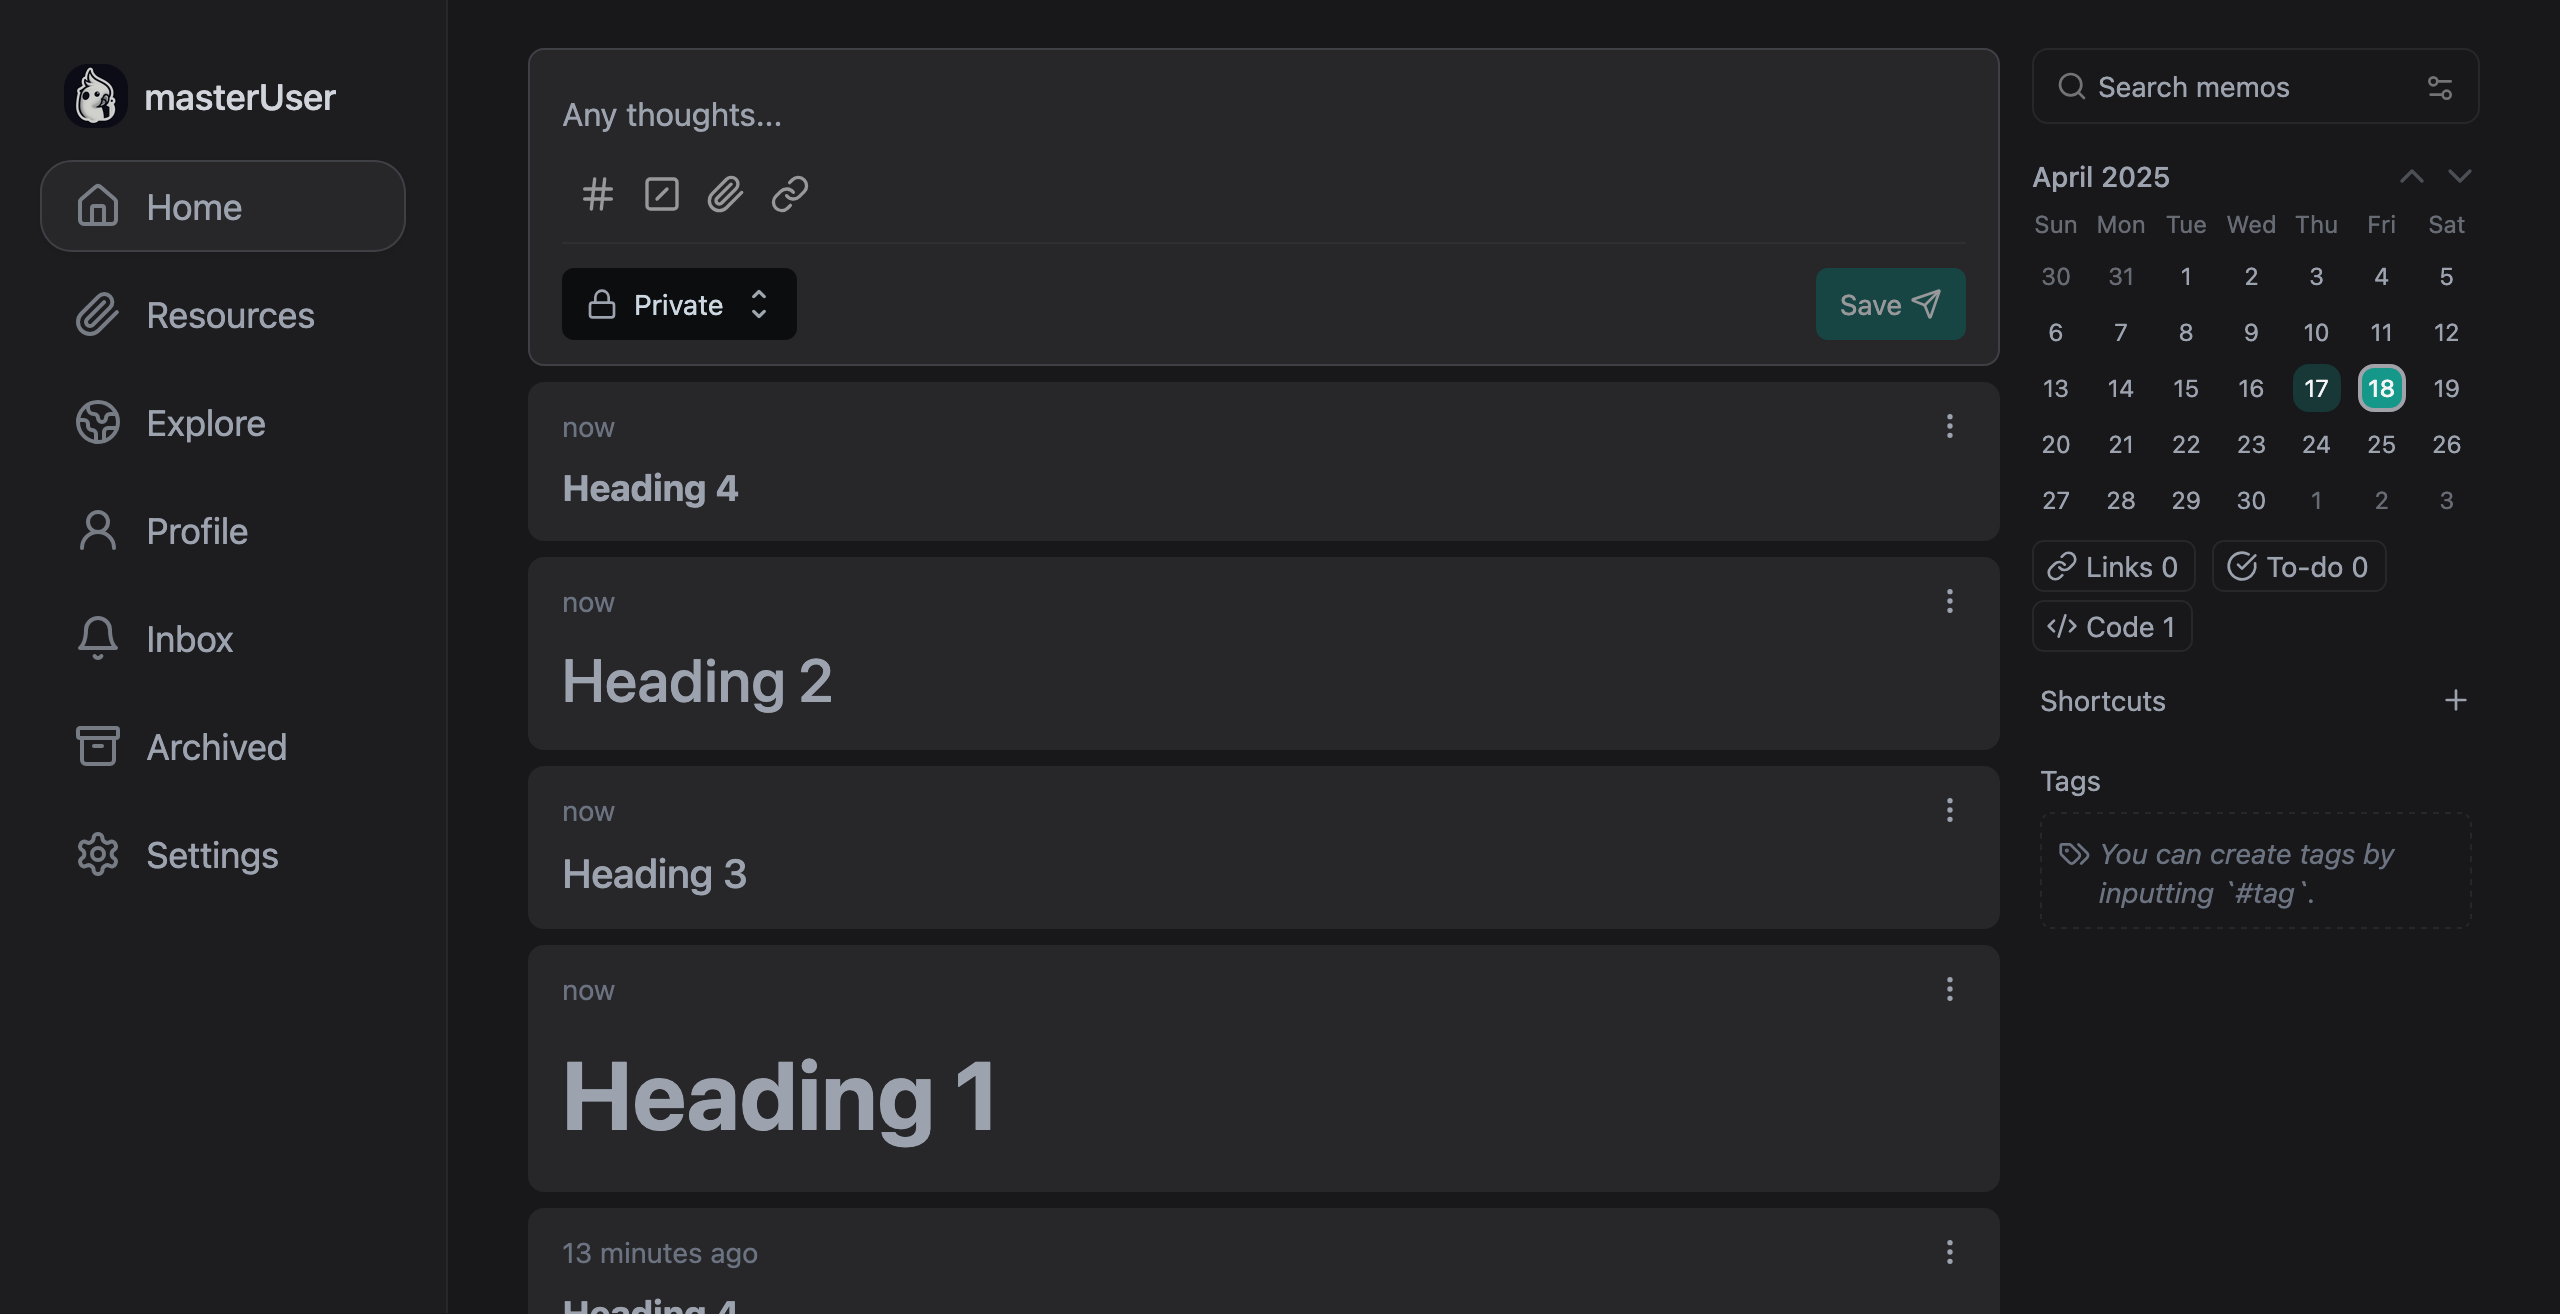 masterUser
Home
Resources
Explore
Profile
Inbox
Archived
Settings
Any thoughts...
Private
Save
now
Heading 4
now
Heading 2
now
Heading 3
now
Heading 1
13 minutes ago
Heading 4
Search memos
April 2025
Sun Mon Tue Wed Thu Fri Sat
30 31 1 2 3 4 5
6 7 8 9 10 11 12
13 14 15 16 17 18 19
20 21 22 23 24 25 26
27 28 29 30 1 2 3
Links 0 To-do 0
Code 1
Shortcuts
Tags
You can create tags by
inputting `#tag`.